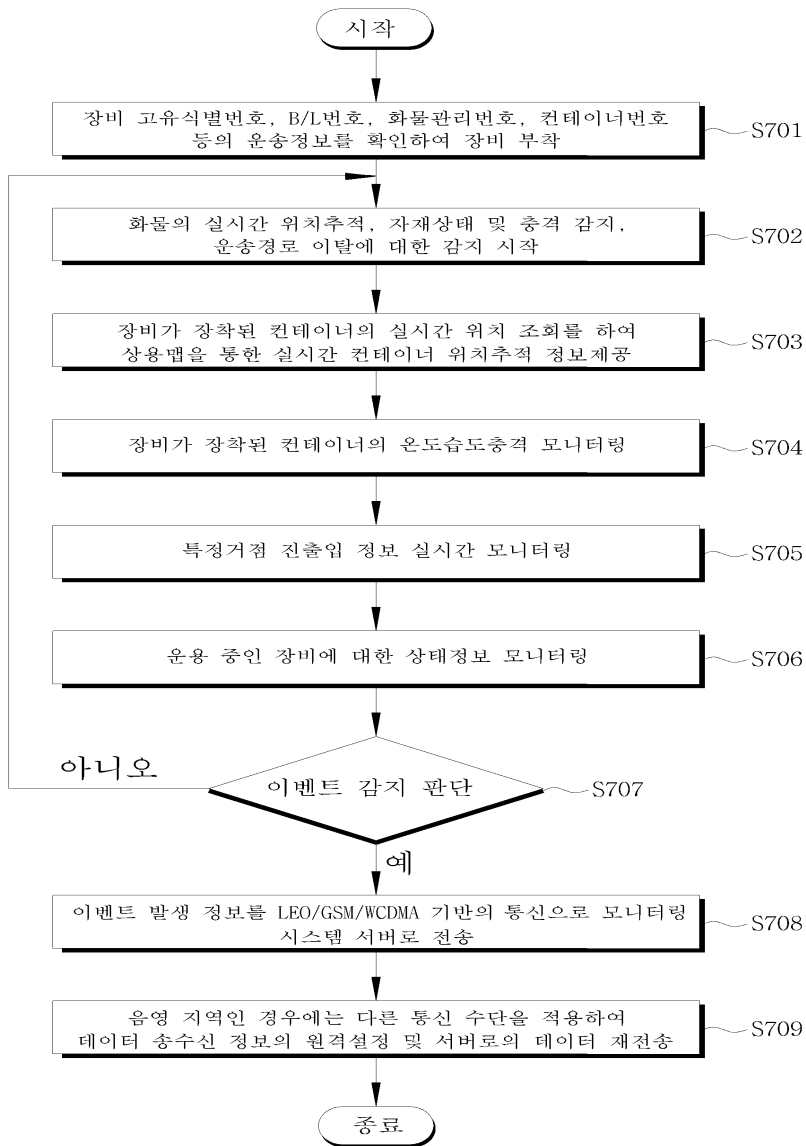 시작
장비 고유식별번호, B/L번호, 화물관리번호, 컨테이너번호
등의 운송정보를 확인하여 장비 부착
S701
화물의 실시간 위치추적, 자재상태 및 충격 감지,
운송경로 이탈에 대한 감지 시작
S702
장비가 장착된 컨테이너의 실시간 위치 조회를 하여
상용맵을 통한 실시간 컨테이너 위치추적 정보제공
S703
장비가 장착된 컨테이너의 온도습도충격 모니터링
S704
특정거점 진출입 정보 실시간 모니터링
S705
운용 중인 장비에 대한 상태정보 모니터링
S706
아니오
이벤트 감지 판단
S707
예
이벤트 발생 정보를 LEO/GSM/WCDMA 기반의 통신으로 모니터링
시스템 서버로 전송
S708
음영 지역인 경우에는 다른 통신 수단을 적용하여
데이터 송수신 정보의 원격설정 및 서버로의 데이터 재전송
S709
종료